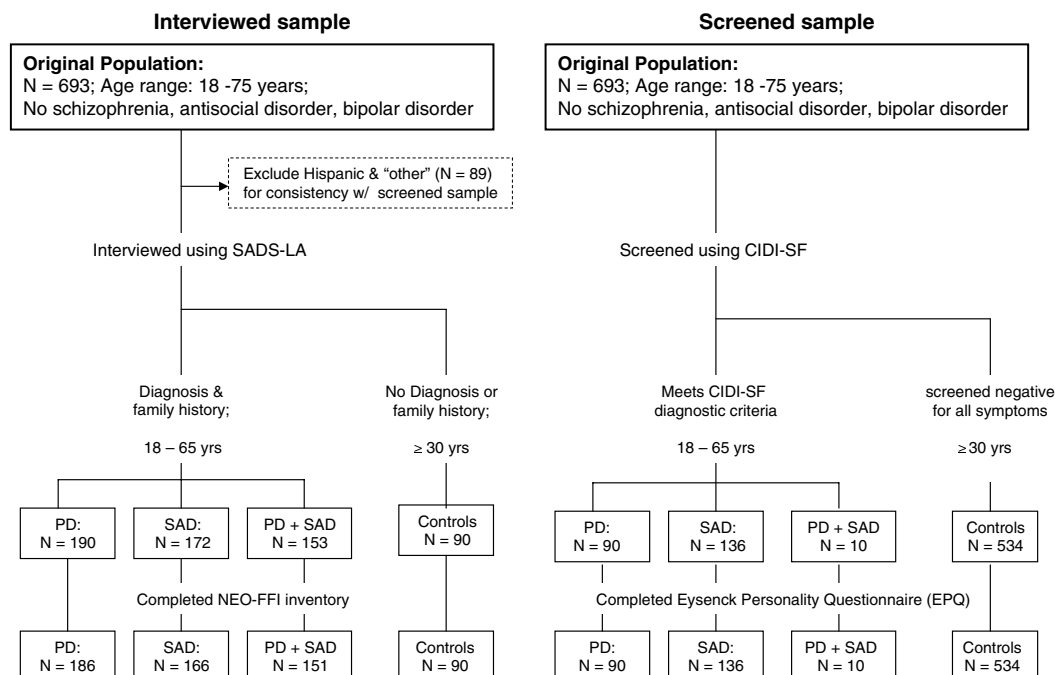 Interviewed sample
Original Population:
N = 693; Age range: 18 -75 years;
No schizophrenia, antisocial disorder, bipolar disorder
Exclude Hispanic & “other” (N = 89)
for consistency w/ screened sample
Interviewed using SADS-LA
Diagnosis &
family history;
18 – 65 yrs
No Diagnosis or
family history;
≥ 30 yrs
PD:
N = 190
SAD:
N = 172
PD + SAD
N = 153
Controls
N = 90
Completed NEO-FFI inventory
PD:
N = 186
SAD:
N = 166
PD + SAD
N = 151
Controls
N = 90
Screened sample
Original Population:
N = 693; Age range: 18 -75 years;
No schizophrenia, antisocial disorder, bipolar disorder
Screened using CIDI-SF
Meets CIDI-SF
diagnostic criteria
18 – 65 yrs
screened negative
for all symptoms
≥ 30 yrs
PD:
N = 90
SAD:
N = 136
PD + SAD
N = 10
Controls
N = 534
Completed Eysenck Personality Questionnaire (EPQ)
PD:
N = 90
SAD:
N = 136
PD + SAD
N = 10
Controls
N = 534